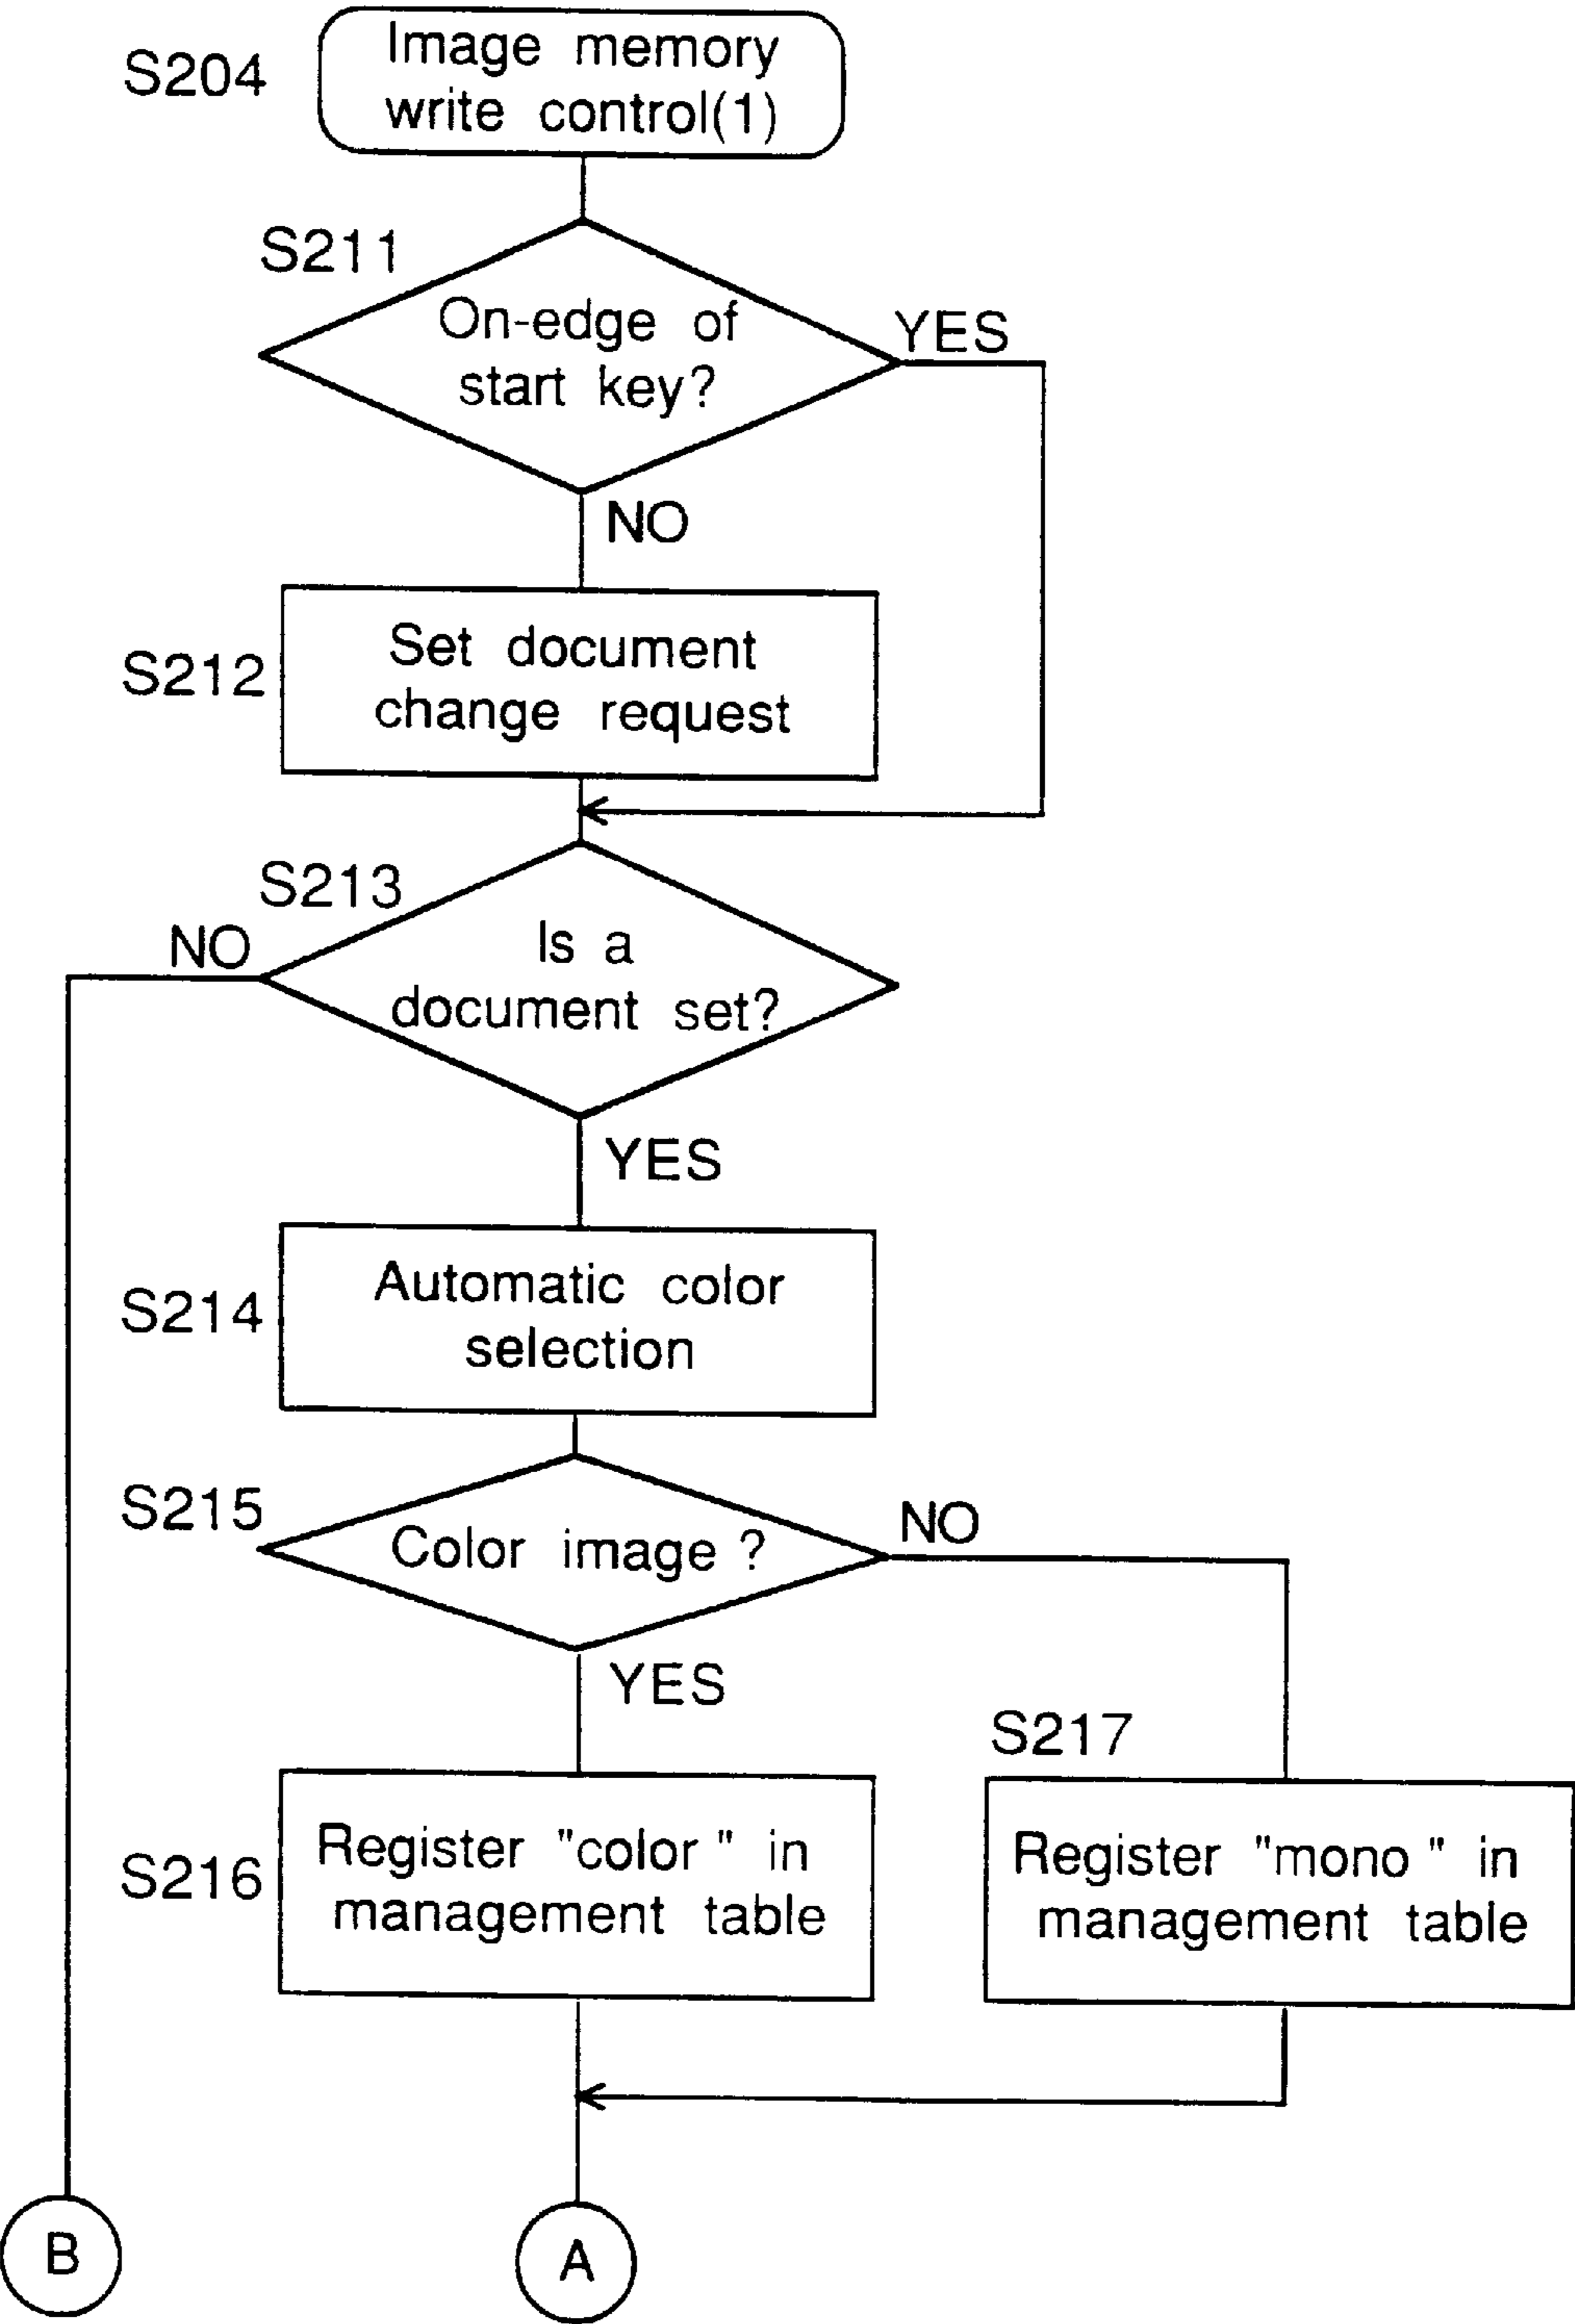 S204
Image memory
write control(1)
S211
On-edge of
start key?
YES
NO
S212
Set document
change request
S213
NO
Is a
document set?
YES
S214
Automatic color
selection
S215
Color image ?
NO
YES
S217
S216
Register "color " in
management table
Register "mono " in
management table
B
A